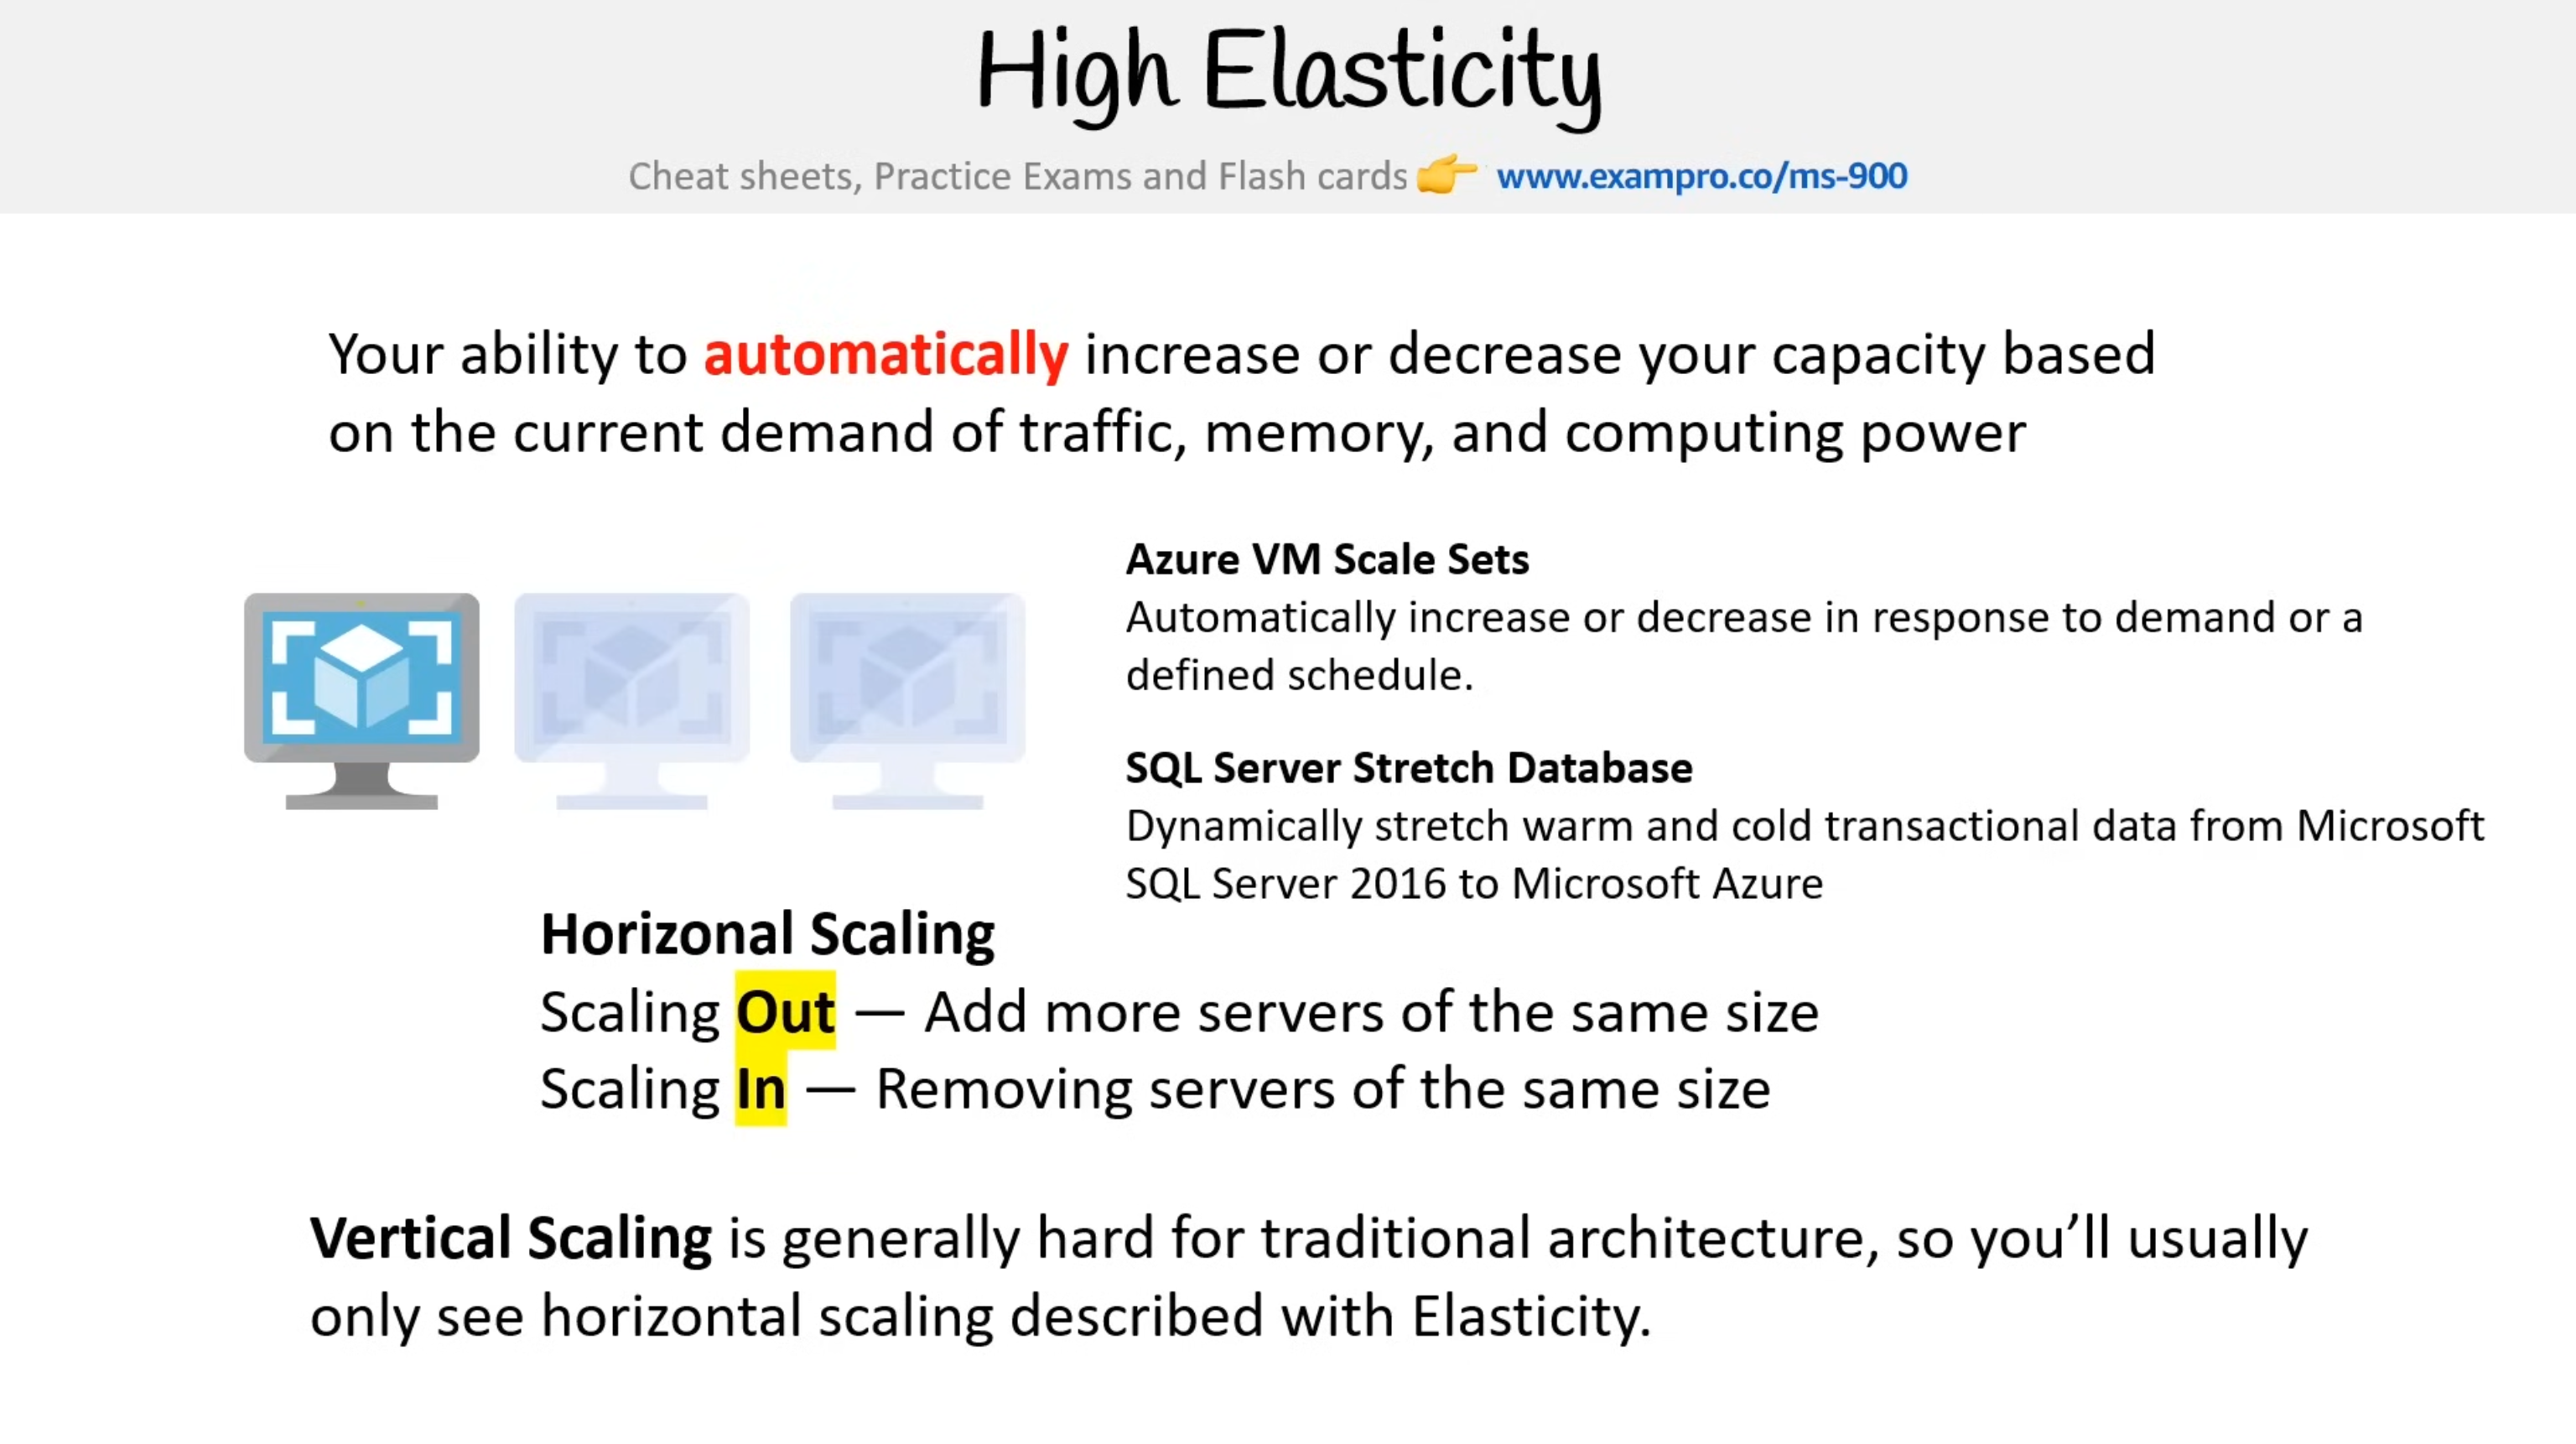 High Elasticity
Cheat sheets, Practice Exams and Flash cards 👉 www.exampro.co/ms-900
Your ability to automatically increase or decrease your capacity based
on the current demand of traffic, memory, and computing power
Azure VM Scale Sets
Automatically increase or decrease in response to demand or a
defined schedule.
SQL Server Stretch Database
Dynamically stretch warm and cold transactional data from Microsoft
SQL Server 2016 to Microsoft Azure
Horizonal Scaling
Scaling Out — Add more servers of the same size
Scaling In — Removing servers of the same size
Vertical Scaling is generally hard for traditional architecture, so you’ll usually
only see horizontal scaling described with Elasticity.